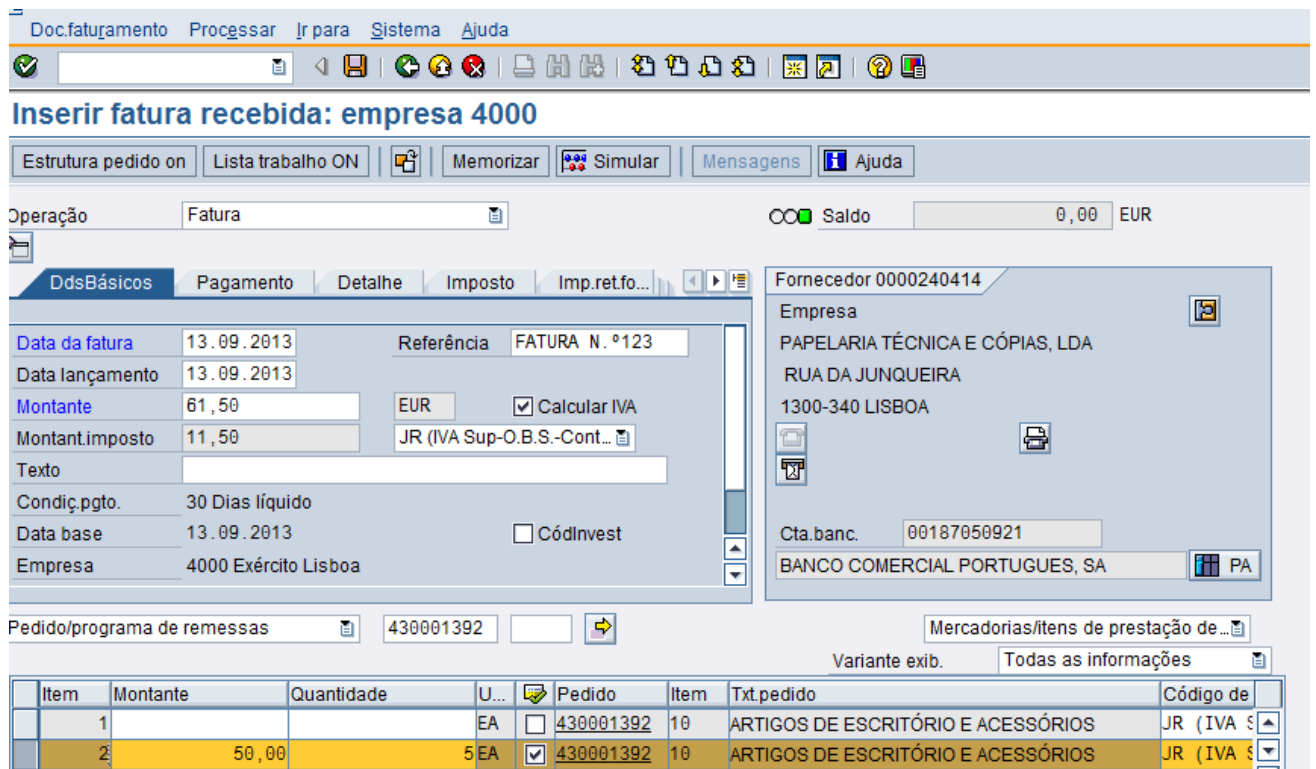 Doc.faturamento Processar Ir para Sistema Ajuda
Inserir fatura recebida: empresa 4000
Estrutura pedido on Lista trabalho ON Memorizar Simular Mensagens Ajuda
Operação Fatura Saldo 0,00 EUR
DdsBásicos Pagamento Detalhe Imposto Imp.ret.fo...
Data da fatura 13.09.2013 Referência FATURA N.º123
Data lançamento 13.09.2013
Montante 61,50 EUR Calcular IVA
Montant.imposto 11,50 JR (IVA Sup-O.B.S.-Cont...
Texto
Condiç.pgto. 30 Dias líquido
Data base 13.09.2013 CódInvest
Empresa 4000 Exército Lisboa
Fornecedor 0000240414
Empresa
PAPELARIA TÉCNICA E CÓPIAS, LDA
RUA DA JUNQUEIRA
1300-340 LISBOA
Cta.banc. 00187050921
BANCO COMERCIAL PORTUGUES, SA PA
Pedido/programa de remessas 430001392 Mercadorias/itens de prestação de...
Variante exib. Todas as informações
Item Montante Quantidade U... Pedido Item Txt.pedido Código de
1 EA 430001392 10 ARTIGOS DE ESCRITÓRIO E ACESSÓRIOS JR (IVA S
2 50,00 5 EA 430001392 10 ARTIGOS DE ESCRITÓRIO E ACESSÓRIOS JR (IVA S